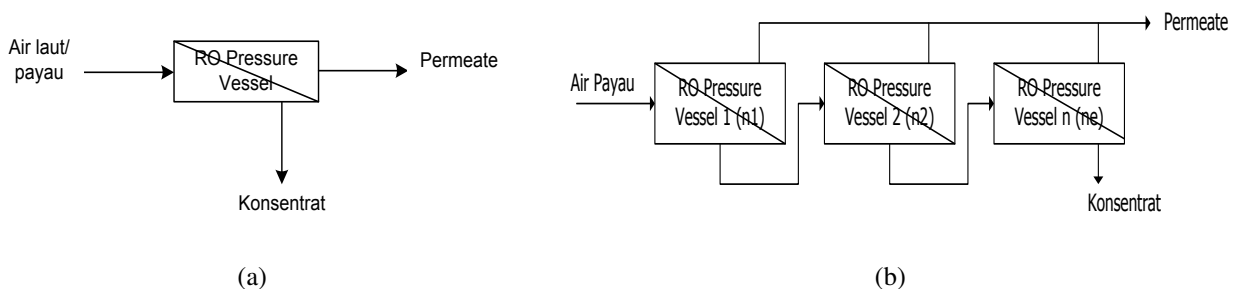 Air laut/
payau
RO Pressure
Vessel
Permeate
Konsentrat
(a)
Permeate
Air Payau
RO Pressure
Vessel 1 (n1)
RO Pressure
Vessel 2 (n2)
RO Pressure
Vessel n (ne)
Konsentrat
(b)